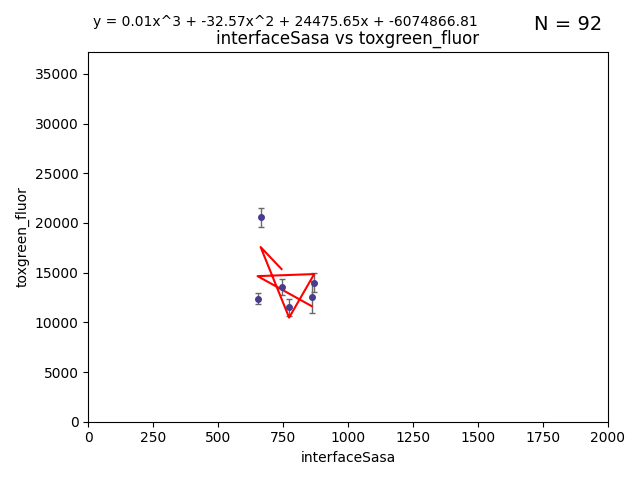 y = 0.01x^3 + -32.57x^2 + 24475.65x + -6074866.81
N = 92
interfaceSasa vs toxgreen_fluor
35000
30000
25000
20000
15000
10000
5000
0
toxgreen_fluor
0 250 500 750 1000 1250 1500 1750 2000
interfaceSasa